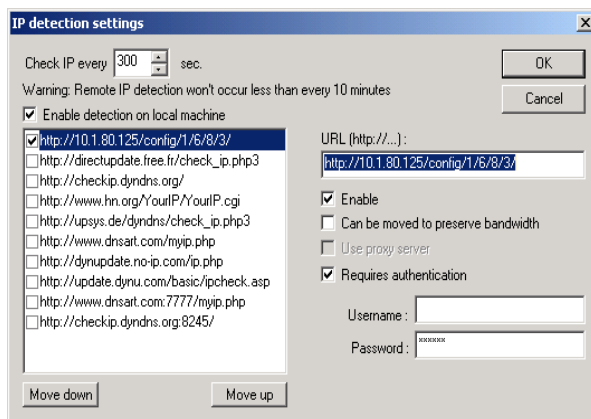 IP detection settings
Check IP every 300 sec.
OK
Warning: Remote IP detection won't occur less than every 10 minutes
Cancel
Enable detection on local machine
http://10.1.80.125/config/1/6/8/3/
http://directupdate.free.fr/check_ip.php3
http://checkip.dyndns.org/
http://www.hn.org/YourIP/YourIP.cgi
http://upsys.de/dyndns/check_ip.php3
http://www.dnsart.com/myip.php
http://dynupdate.no-ip.com/ip.php
http://update.dynu.com/basic/ipcheck.asp
http://www.dnsart.com:7777/myip.php
http://checkip.dyndns.org:8245/
URL (http://...) :
http://10.1.80.125/config/1/6/8/3/
Enable
Can be moved to preserve bandwidth
Use proxy server
Requires authentication
Username :
Password : ******
Move down
Move up